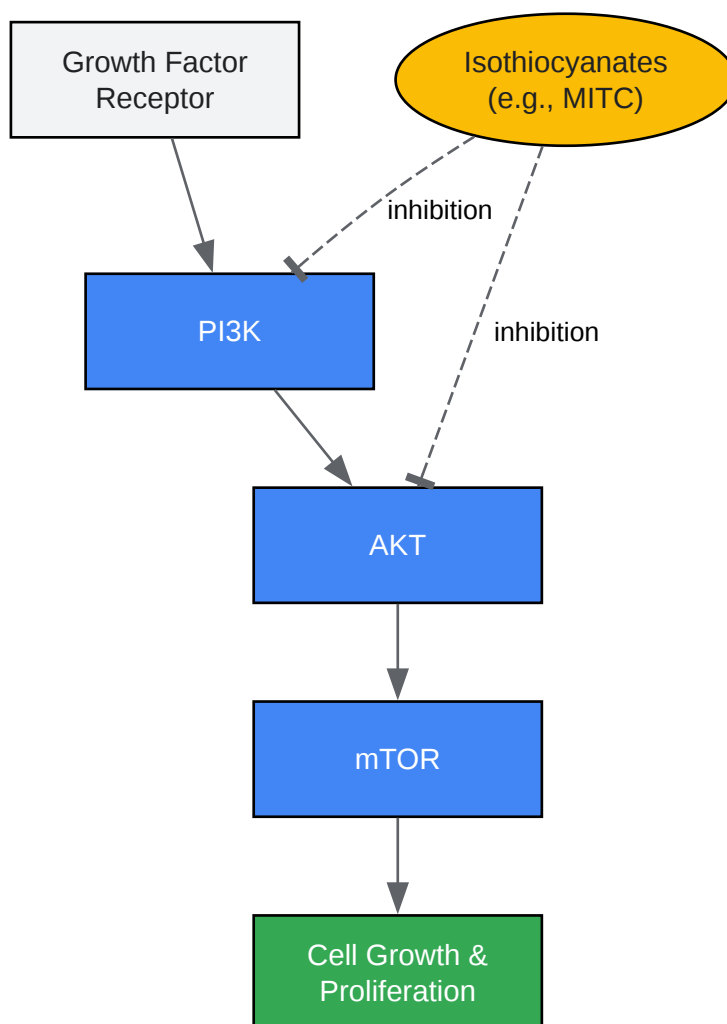 Growth Factor
Receptor
Isothiocyanates
(e.g., MITC)
inhibition
PI3K
inhibition
AKT
mTOR
Cell Growth &
Proliferation